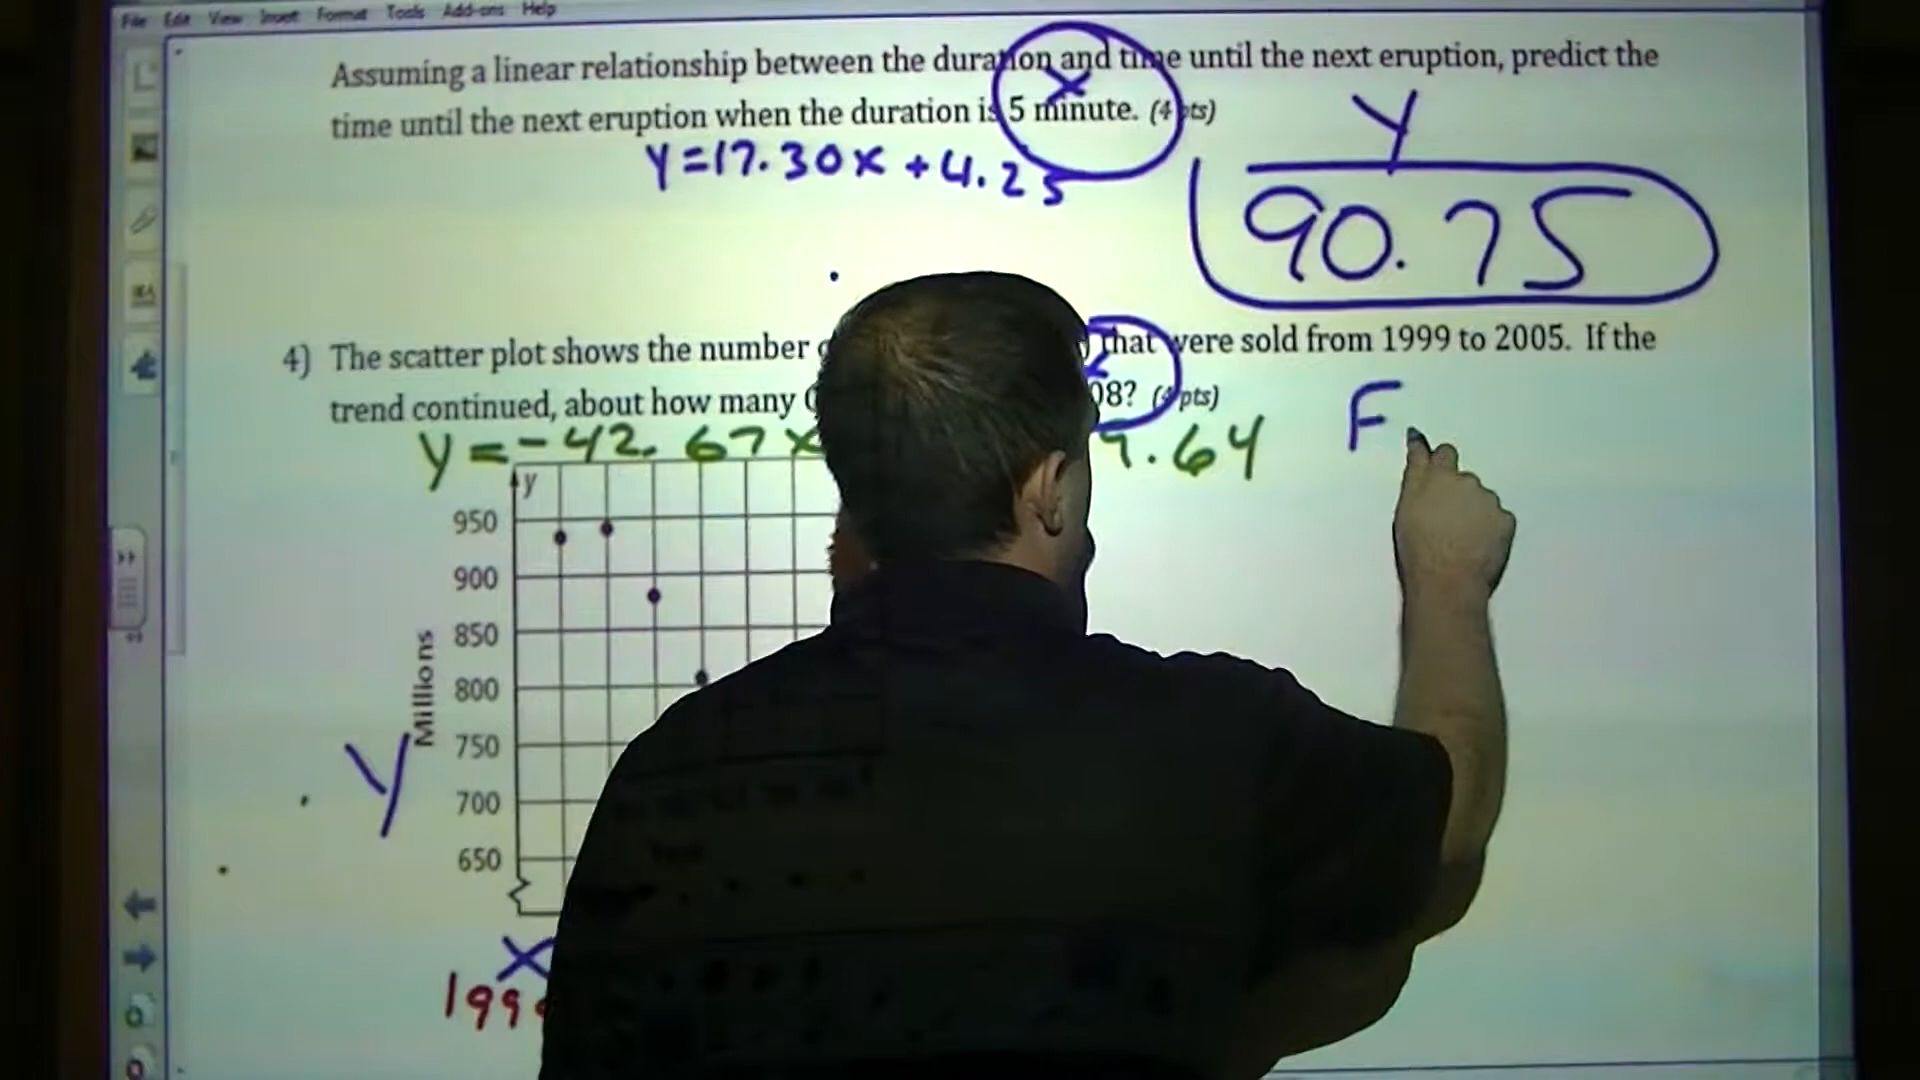 File Edit View Insert Format Tools Add-ons Help
Assuming a linear relationship between the duration and time until the next eruption, predict the
x
time until the next eruption when the duration is 5 minute. (4 pts)
y
y=17.30x + 4.25
90.75
4) The scatter plot shows the number that were sold from 1999 to 2005. If the
trend continued, about how many 08? pts)
F
y = -42.67x 9.64
y
950
900
850
800
Millions
750
y
700
650
x
199